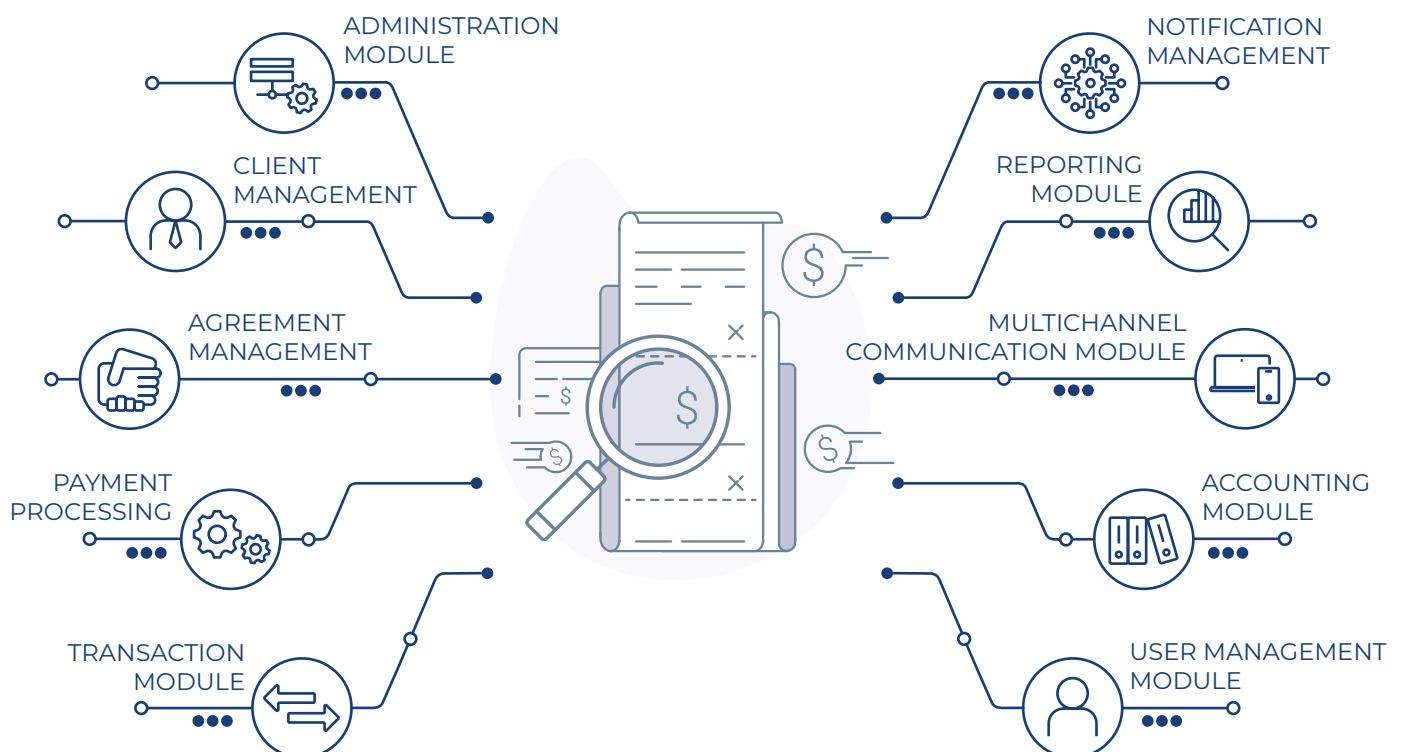 ADMINISTRATION
MODULE
CLIENT
MANAGEMENT
AGREEMENT
MANAGEMENT
PAYMENT
PROCESSING
TRANSACTION
MODULE
$
$
$
$
$
NOTIFICATION
MANAGEMENT
REPORTING
MODULE
MULTICHANNEL
COMMUNICATION MODULE
ACCOUNTING
MODULE
USER MANAGEMENT
MODULE